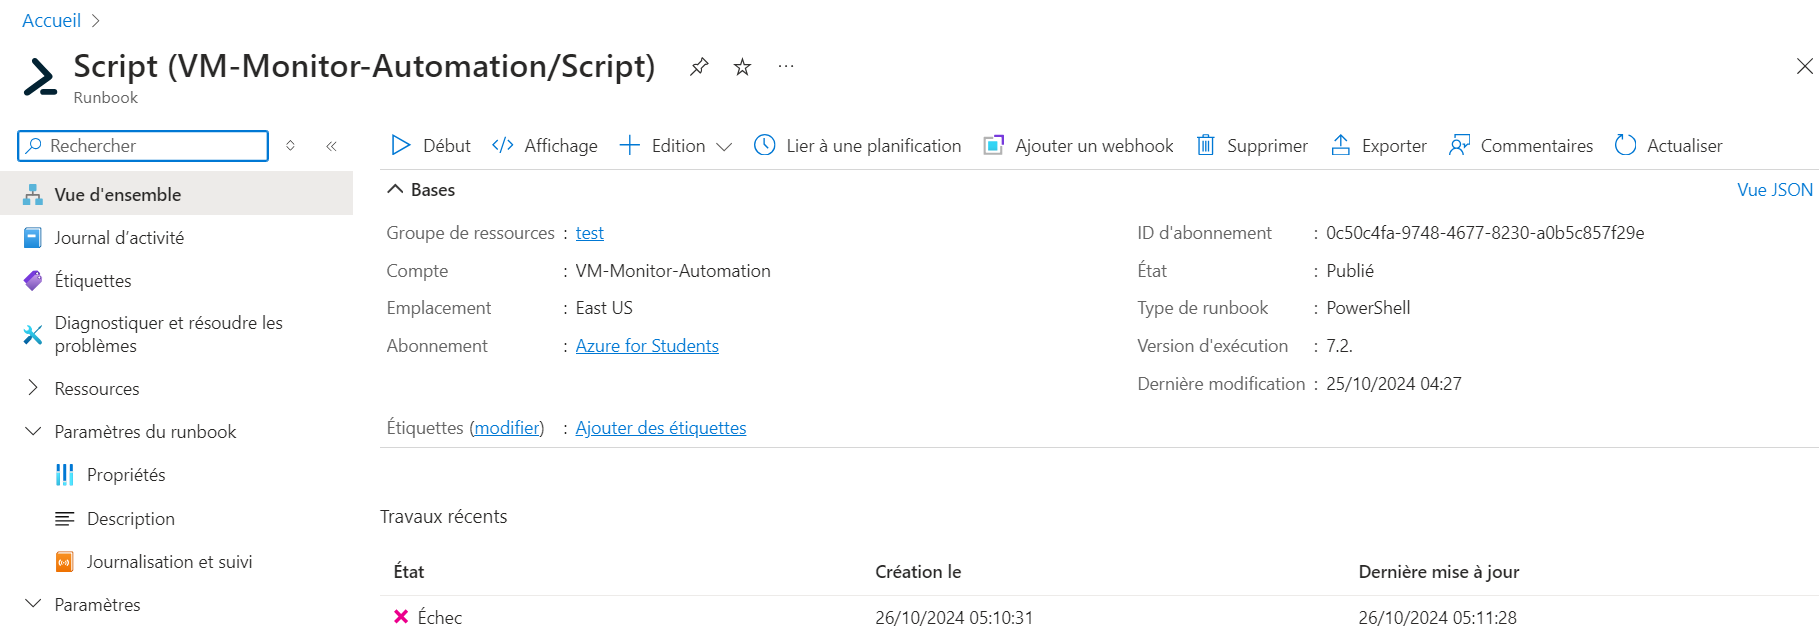 Accueil
Script (VM-Monitor-Automation/Script)
Runbook
Rechercher
Début
Affichage
Edition
Lier à une planification
Ajouter un webhook
Supprimer
Exporter
Commentaires
Actualiser
Vue d'ensemble
Journal d’activité
Étiquettes
Diagnostiquer et résoudre les
problèmes
Ressources
Paramètres du runbook
Propriétés
Description
Journalisation et suivi
Paramètres
Bases
Vue JSON
Groupe de ressources : test
Compte : VM-Monitor-Automation
Emplacement : East US
Abonnement : Azure for Students
ID d'abonnement : 0c50c4fa-9748-4677-8230-a0b5c857f29e
État : Publié
Type de runbook : PowerShell
Version d'exécution : 7.2.
Dernière modification : 25/10/2024 04:27
Étiquettes (modifier) : Ajouter des étiquettes
Travaux récents
État Création le Dernière mise à jour
Échec 26/10/2024 05:10:31 26/10/2024 05:11:28